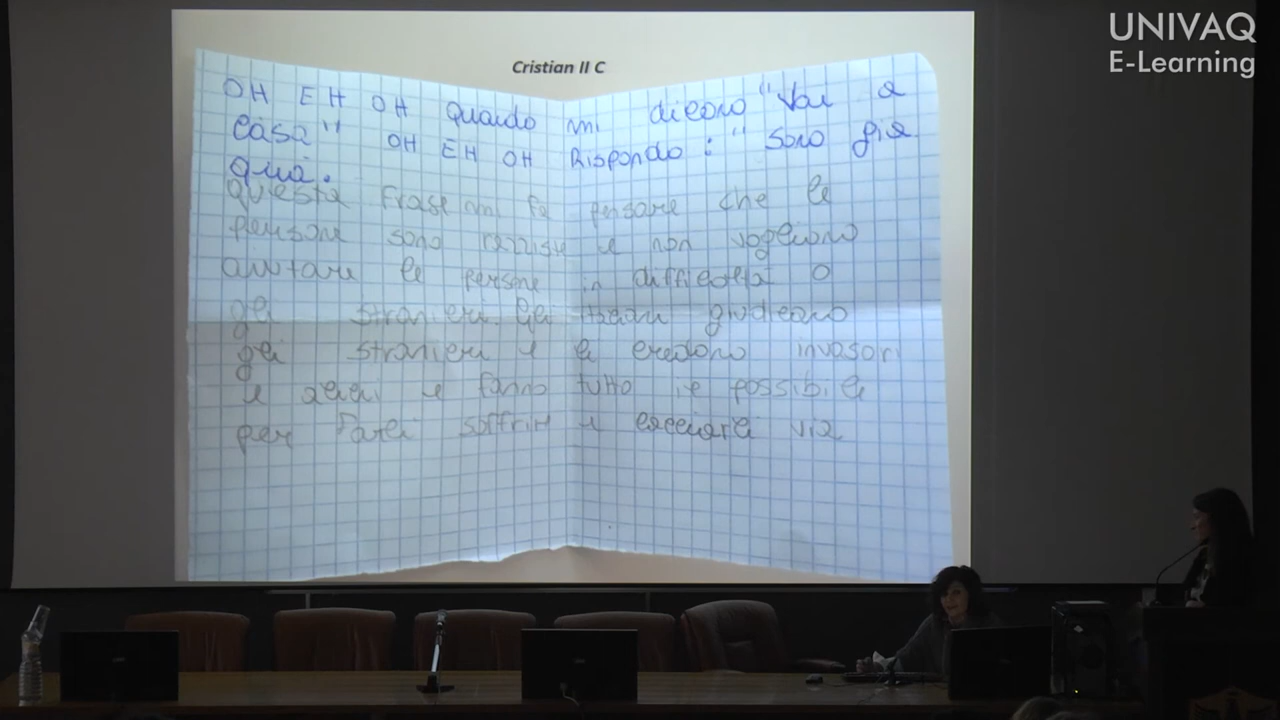 UNIVAQ
E-Learning
Cristian II C
OH EH OH Quando mi dicono "Vai a
casa" OH EH OH Rispondo: "Sono già
quà.
questa frase mi fa pensare che le
persone sono razziste e non vogliono
aiutare le persone in difficoltà o
gli stranieri. Gli italiani giudicano
gli stranieri e li credono invasori
e alieni e fanno tutto il possibile
per farli soffrire e cacciarli via